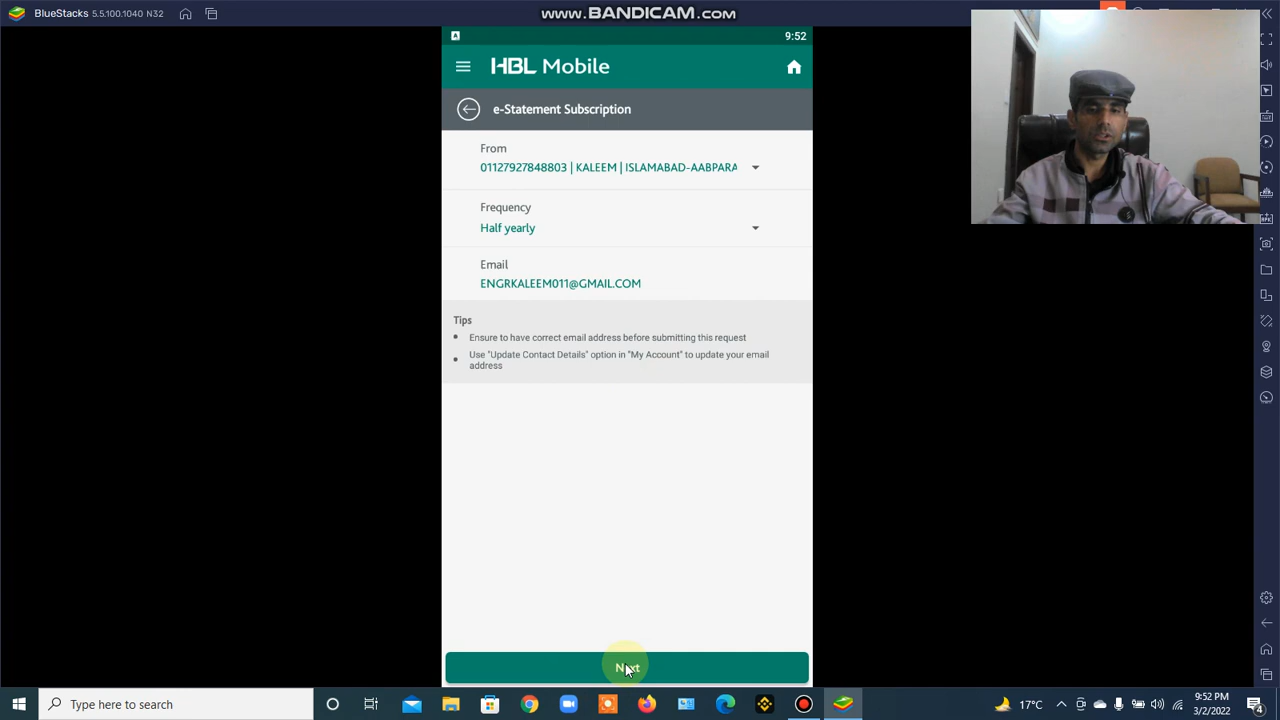 BlueStacks 5.5.100.1040 N32
www.BANDICAM.com
A
9:52
HBL Mobile
e-Statement Subscription
From
01127927848803 | KALEEM | ISLAMABAD-AABPARA
Frequency
Half yearly
Email
ENGRKALEEM011@GMAIL.COM
Tips
Ensure to have correct email address before submitting this request
Use "Update Contact Details" option in "My Account" to update your email
address
Next
Type here to search
17°C
9:52 PM
3/2/2022
4